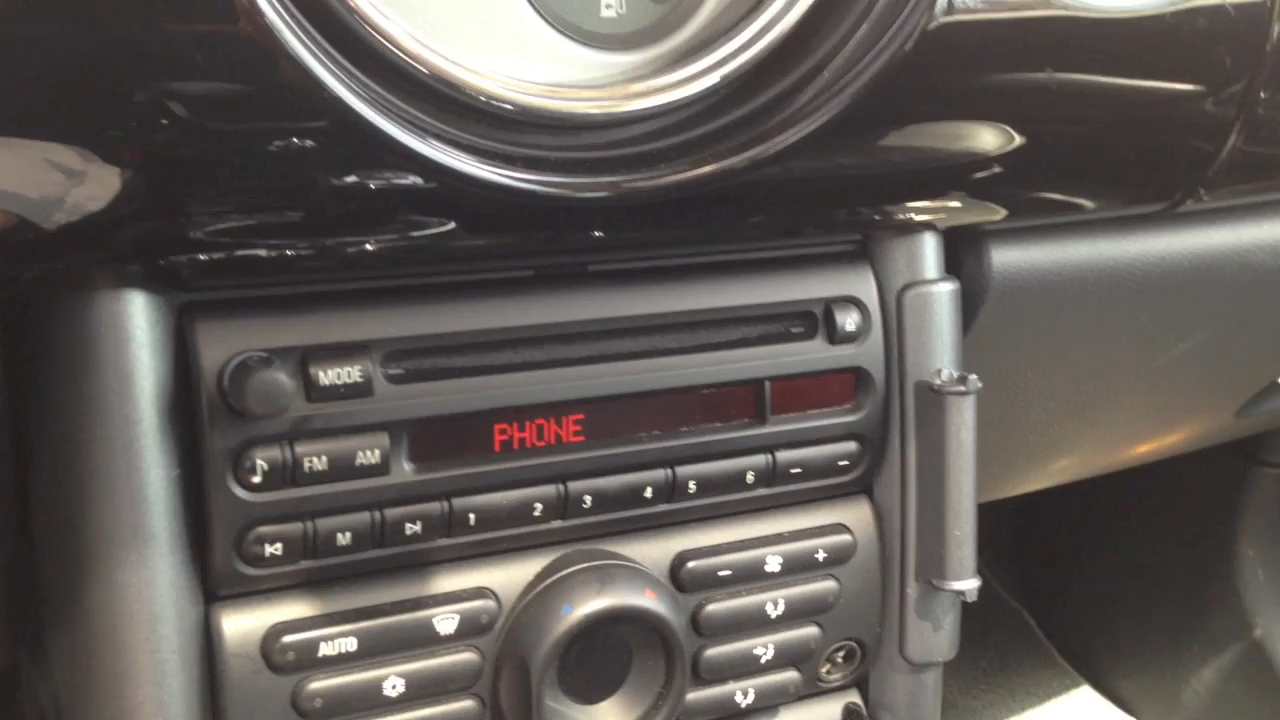 MODE
PHONE
FM AM
M 1 2 3 4 5 6 – –
– +
AUTO